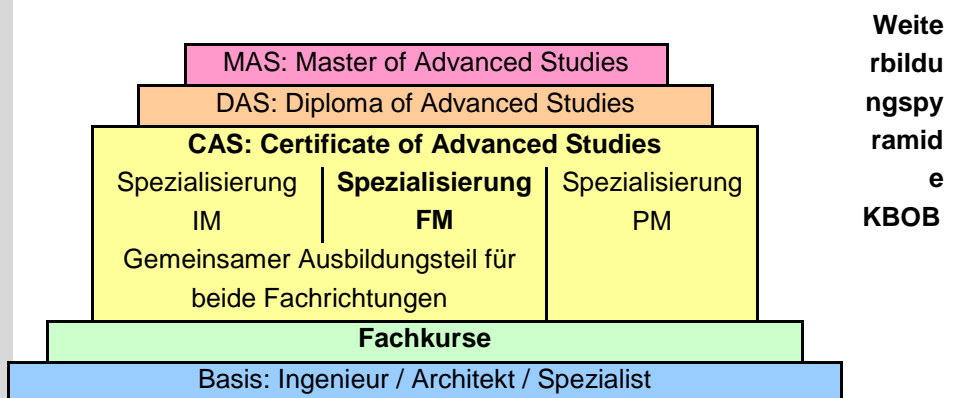 MAS: Master of Advanced Studies
DAS: Diploma of Advanced Studies
CAS: Certificate of Advanced Studies
Spezialisierung
IM
Spezialisierung
FM
Spezialisierung
PM
Gemeinsamer Ausbildungsteil für
beide Fachrichtungen
Fachkurse
Basis: Ingenieur / Architekt / Spezialist
Weite
rbildu
ngspy
ramid
e
KBOB